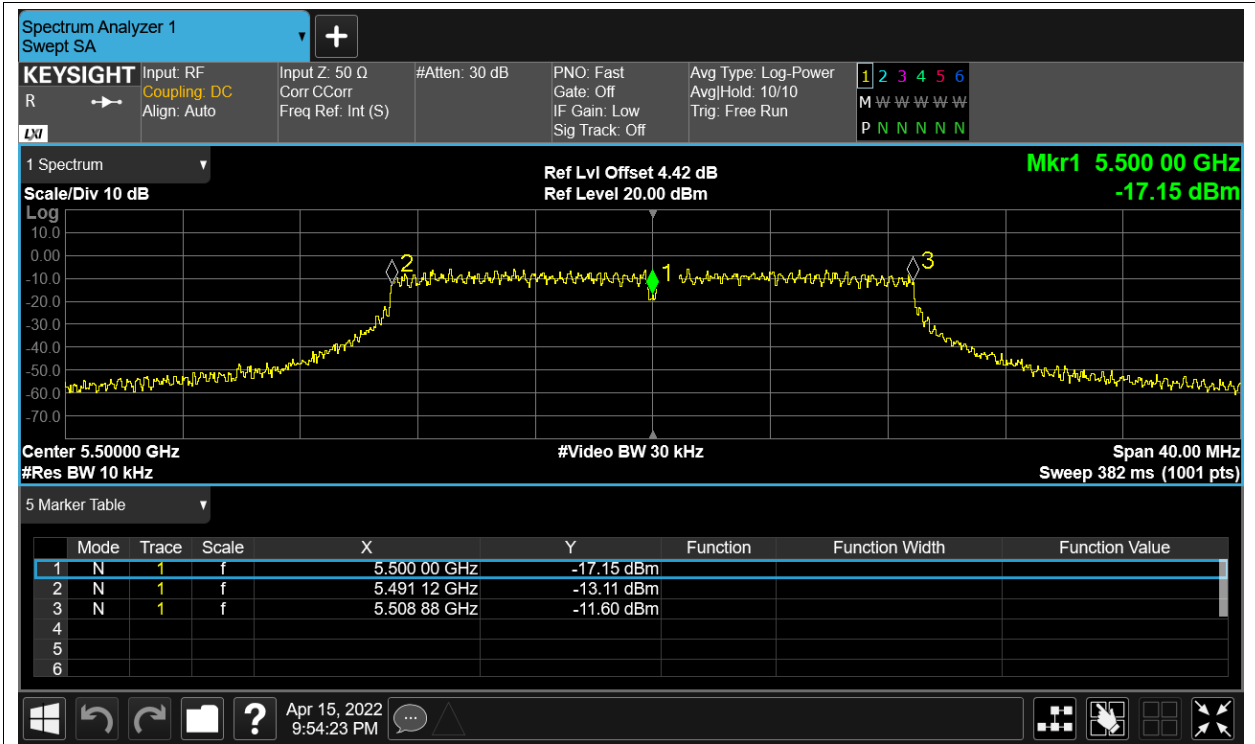 Spectrum Analyzer 1
Swept SA
KEYSIGHT
R
LXI
Input: RF
Coupling: DC
Align: Auto
Input Z: 50 Ω
Corr CCorr
Freq Ref: Int (S)
#Atten: 30 dB
PNO: Fast
Gate: Off
IF Gain: Low
Sig Track: Off
Avg Type: Log-Power
Avg|Hold: 10/10
Trig: Free Run
1 2 3 4 5 6
M W W W W W W
P N N N N N N
1 Spectrum
Scale/Div 10 dB
Ref Lvl Offset 4.42 dB
Ref Level 20.00 dBm
Mkr1 5.500 00 GHz
-17.15 dBm
Log
10.0
0.00
-10.0
-20.0
-30.0
-40.0
-50.0
-60.0
-70.0
2
1
3
Center 5.50000 GHz
#Video BW 30 kHz
Span 40.00 MHz
#Res BW 10 kHz
Sweep 382 ms (1001 pts)
5 Marker Table
Mode Trace Scale X Y Function Function Width Function Value
1 N 1 f 5.500 00 GHz -17.15 dBm
2 N 1 f 5.491 12 GHz -13.11 dBm
3 N 1 f 5.508 88 GHz -11.60 dBm
4
5
6
?
Apr 15, 2022
9:54:23 PM